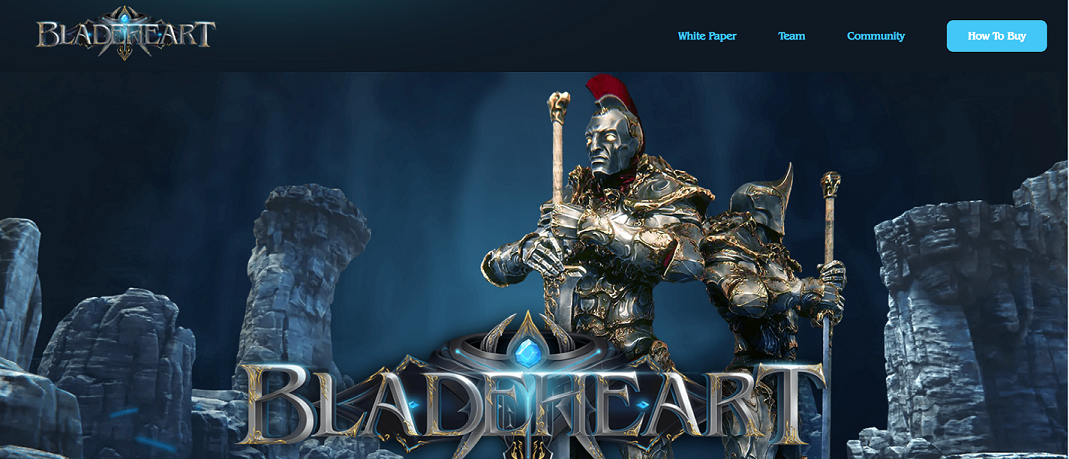 BLADEHEART
White Paper
Team
Community
How To Buy
BLADEHEART